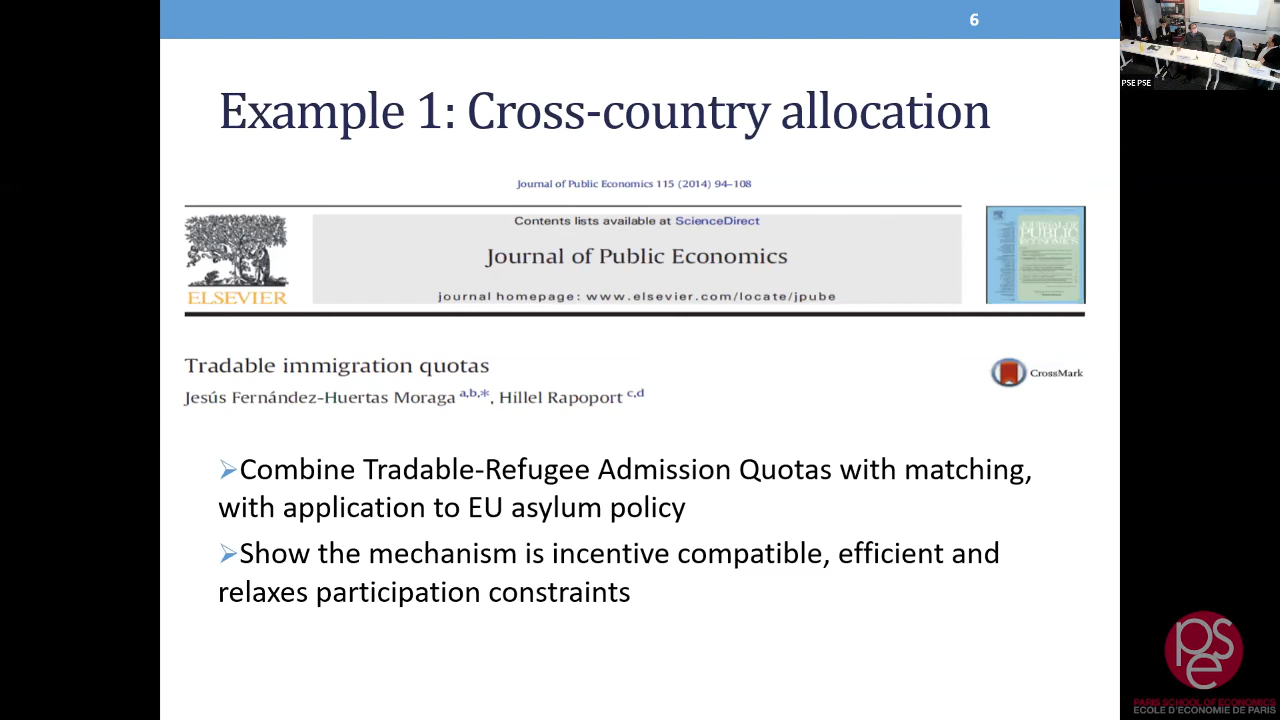 6
PSE PSE
Example 1: Cross-country allocation
Journal of Public Economics 115 (2014) 94–108
Contents lists available at ScienceDirect
Journal of Public Economics
journal homepage: www.elsevier.com/locate/jpube
ELSEVIER
JOURNAL OF
PUBLIC
ECONOMICS
Tradable immigration quotas
CrossMark
Jesús Fernández-Huertas Moraga a,b,*, Hillel Rapoport c,d
➢Combine Tradable-Refugee Admission Quotas with matching,
with application to EU asylum policy
➢Show the mechanism is incentive compatible, efficient and
relaxes participation constraints
pse
PARIS SCHOOL OF ECONOMICS
ECOLE D'ECONOMIE DE PARIS